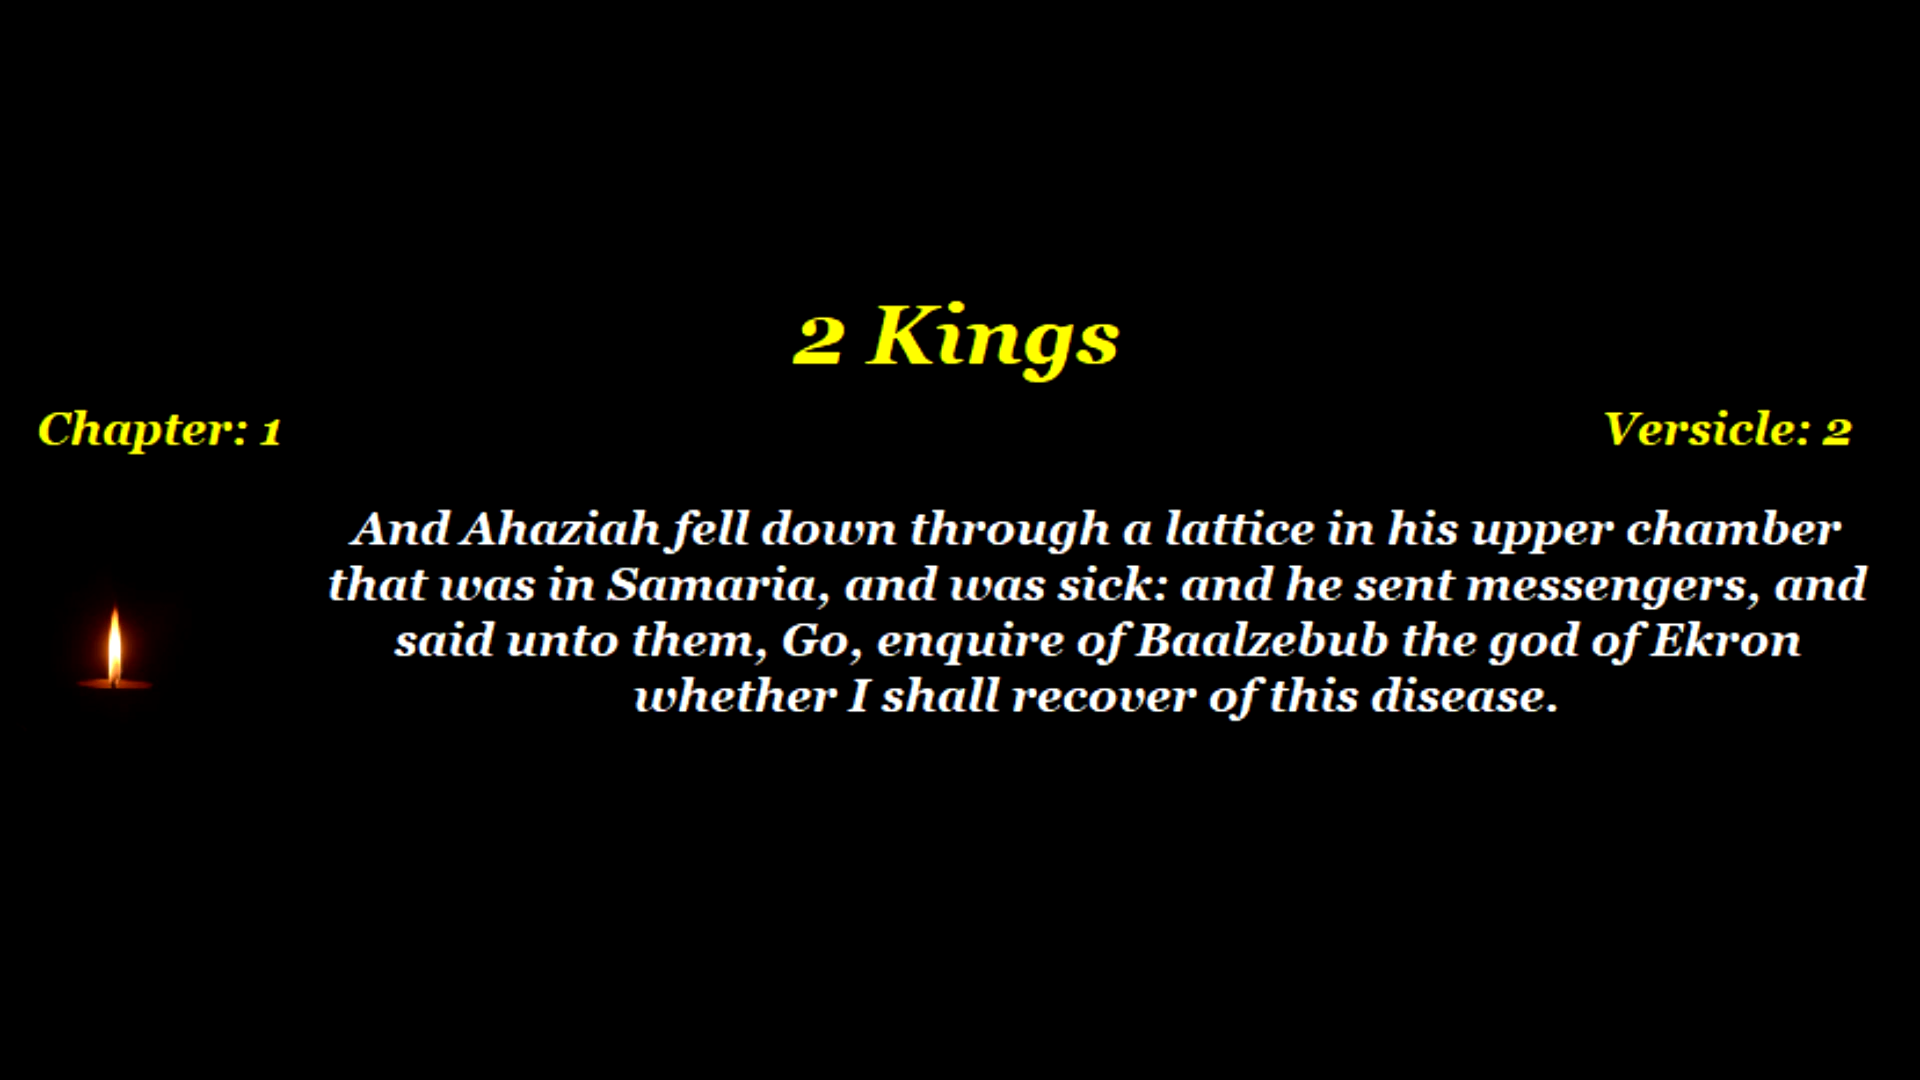 2 Kings
Chapter: 1
Versicle: 2
And Ahaziah fell down through a lattice in his upper chamber
that was in Samaria, and was sick: and he sent messengers, and
said unto them, Go, enquire of Baalzebub the god of Ekron
whether I shall recover of this disease.